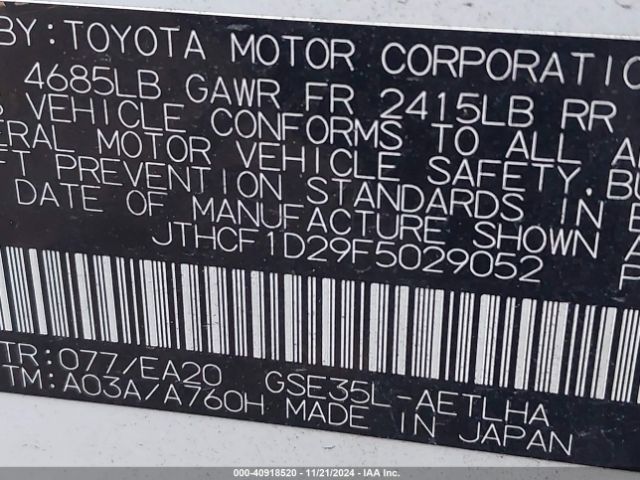 BY: TOYOTA MOTOR CORPORATIO
4685LB GAWR FR 2415LB RR
VEHICLE CONFORMS TO ALL A
ERAL MOTOR VEHICLE SAFETY, BU
FT PREVENTION STANDARDS IN E
DATE OF MANUFACTURE SHOWN A
JTHCF1D29F5029052
TR: 077/EA20 GSE35L-AETLHA
TM: A03A/A760H MADE IN JAPAN
000-40918520 - 11/21/2024 - IAA Inc.